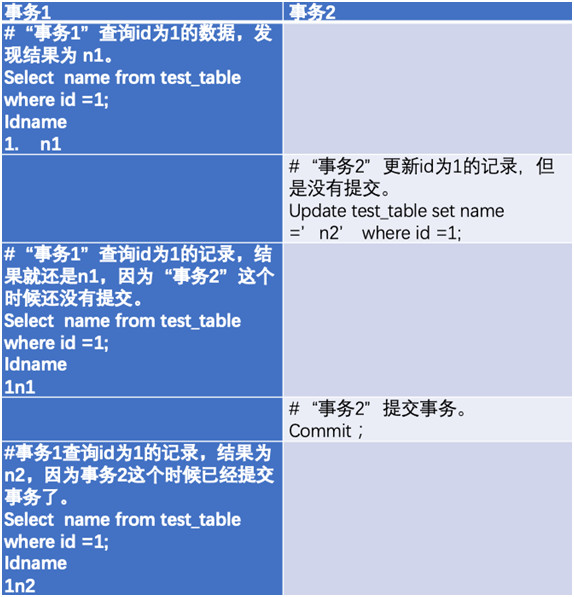 事务1
事务2
# “事务1”查询id为1的数据，发
现结果为 n1。
Select name from test_table
where id =1;
Idname
1. n1
# “事务2”更新id为1的记录，但
是没有提交。
Update test_table set name
=’n2’ where id =1;
# “事务1”查询id为1的记录，结
果就还是n1，因为“事务2”这个
时候还没有提交。
Select name from test_table
where id =1;
Idname
1n1
# “事务2”提交事务。
Commit；
#事务1查询id为1的记录，结果为
n2，因为事务2这个时候已经提交
事务了。
Select name from test_table
where id =1;
Idname
1n2